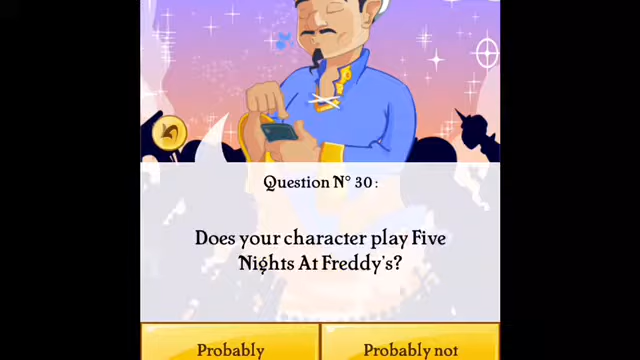 Question N° 30:
Does your character play Five
Nights At Freddy's?
Probably
Probably not